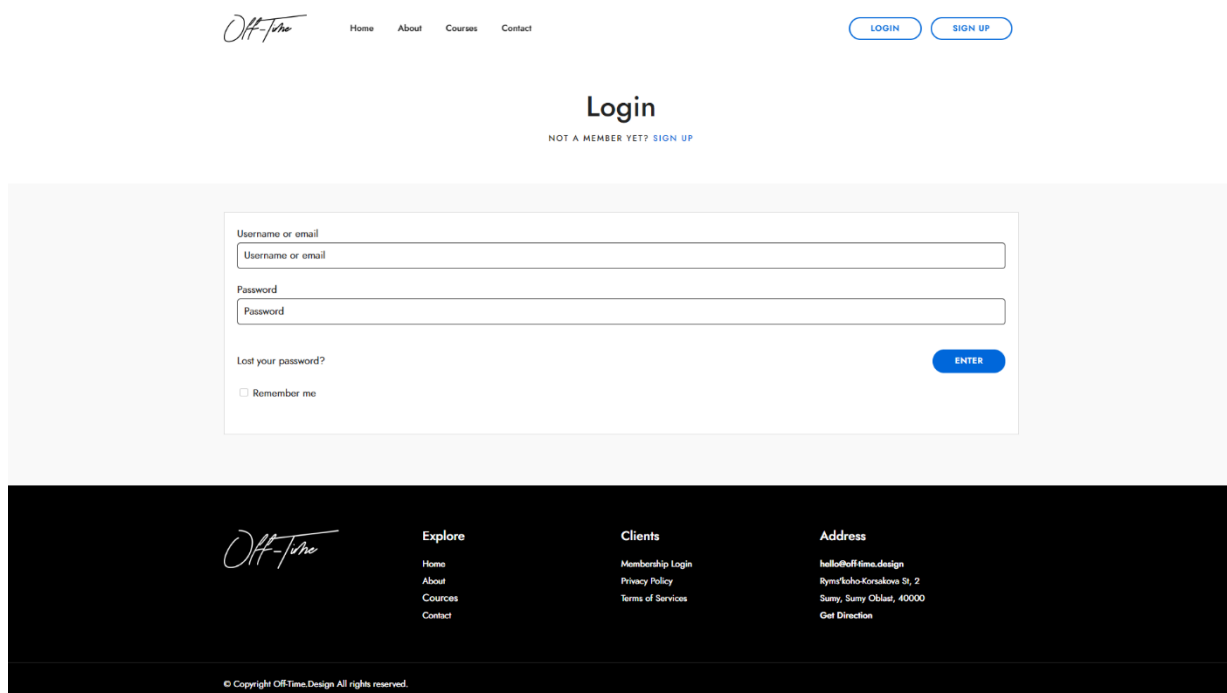 Off-Time
Home About Courses Contact
LOGIN SIGN UP
Login
NOT A MEMBER YET? SIGN UP
Username or email
Username or email
Password
Password
Lost your password?
ENTER
Remember me
Off-Time
Explore
Home
About
Cources
Contact
Clients
Membership Login
Privacy Policy
Terms of Services
Address
hello@off-time.design
Ryms'koho-Korsakova St, 2
Sumy, Sumy Oblast, 40000
Get Direction
© Copyright Off-Time.Design All rights reserved.